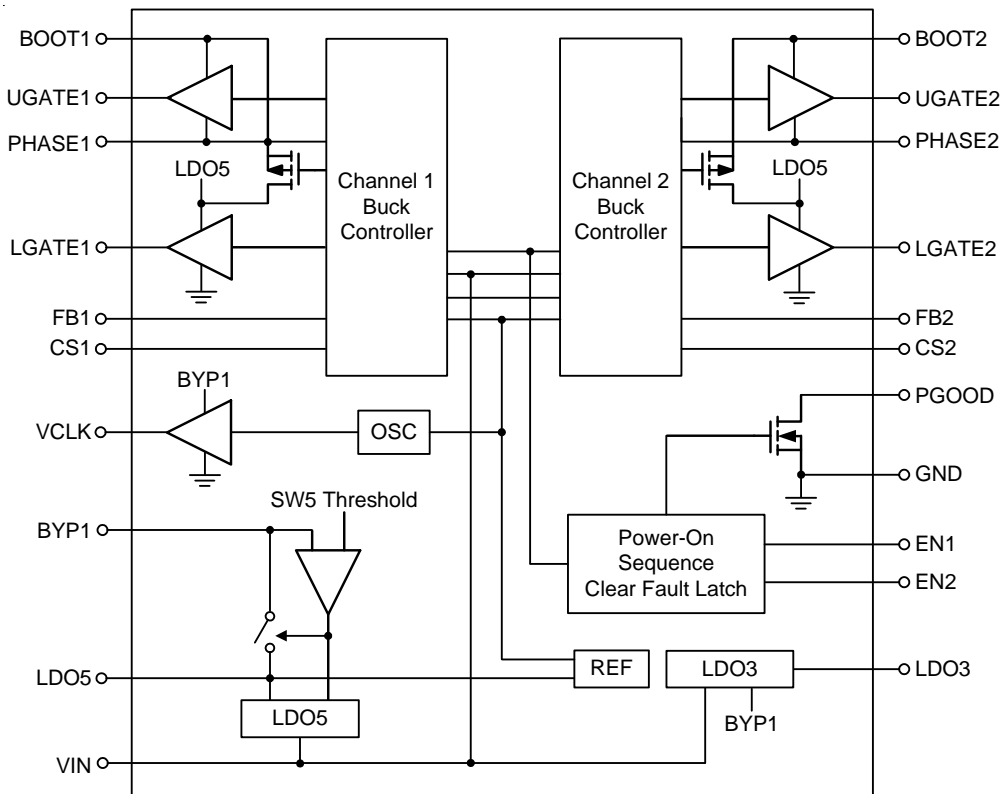 BOOT1
UGATE1
PHASE1
LDO5
LGATE1
FB1
CS1
BYP1
VCLK
OSC
SW5 Threshold
BYP1
LDO5
LDO5
VIN
Channel 1
Buck
Controller
Channel 2
Buck
Controller
BOOT2
UGATE2
PHASE2
LDO5
LGATE2
FB2
CS2
PGOOD
GND
Power-On
Sequence
Clear Fault Latch
EN1
EN2
REF
LDO3
BYP1
LDO3